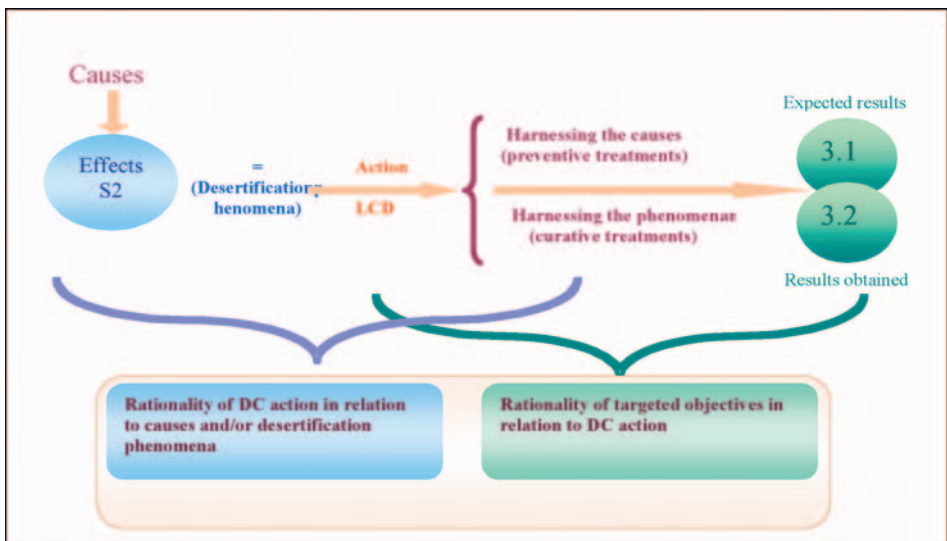 Causes
Effects
S2
=
(Desertification p
henomena)
Action
LCD
Harnessing the causes
(preventive treatments)
Harnessing the phenomenan
(curative treatments)
Expected results
3.1
3.2
Results obtained
Rationality of DC action in relation
to causes and/or desertification
phenomena
Rationality of targeted objectives in
relation to DC action